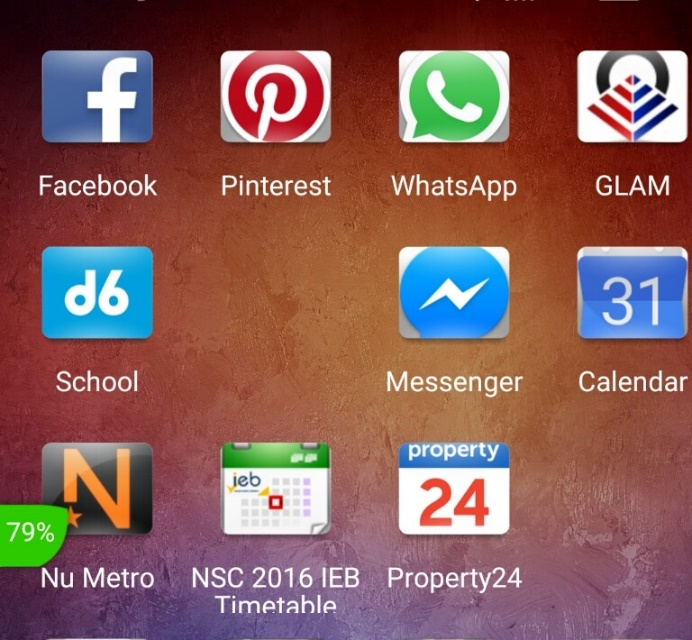 Facebook
Pinterest
WhatsApp
GLAM
d6
31
School
Messenger
Calendar
N
ieb
property
24
79%
Nu Metro
NSC 2016 IEB
Timetable
Property24